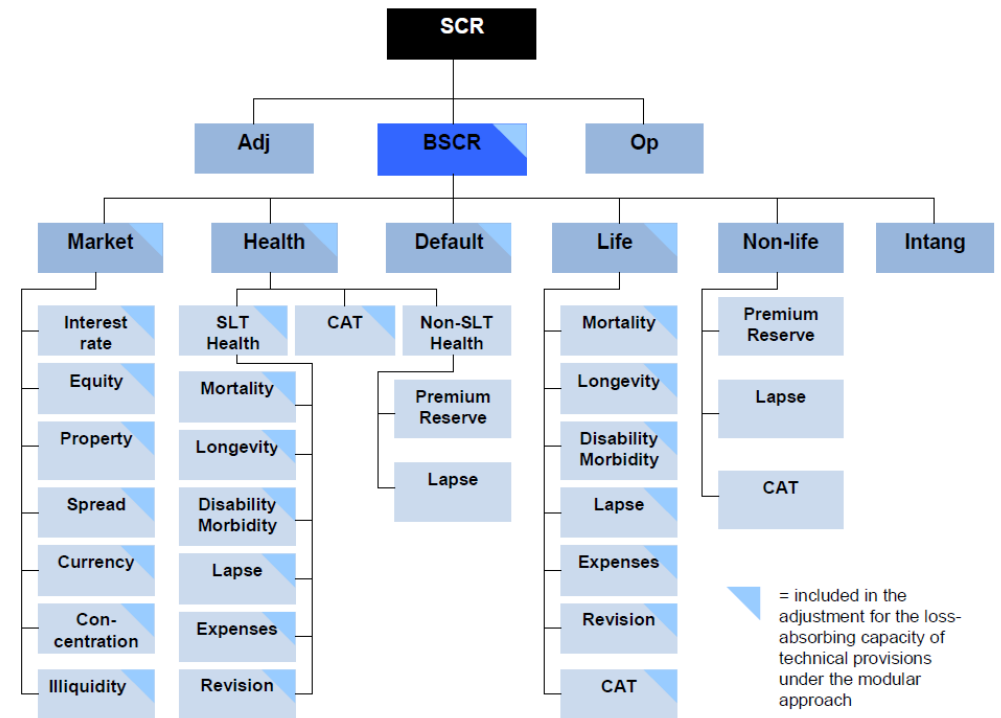 SCR
Adj
BSCR
Op
Market
Health
Default
Life
Non-life
Intang
Interest
rate
Equity
Property
Spread
Currency
Con-
centration
Illiquidity
SLT
Health
CAT
Non-SLT
Health
Mortality
Longevity
Disability
Morbidity
Lapse
Expenses
Revision
Premium
Reserve
Lapse
Mortality
Longevity
Disability
Morbidity
Lapse
Expenses
Revision
CAT
Premium
Reserve
Lapse
CAT
= included in the
adjustment for the loss-
absorbing capacity of
technical provisions
under the modular
approach